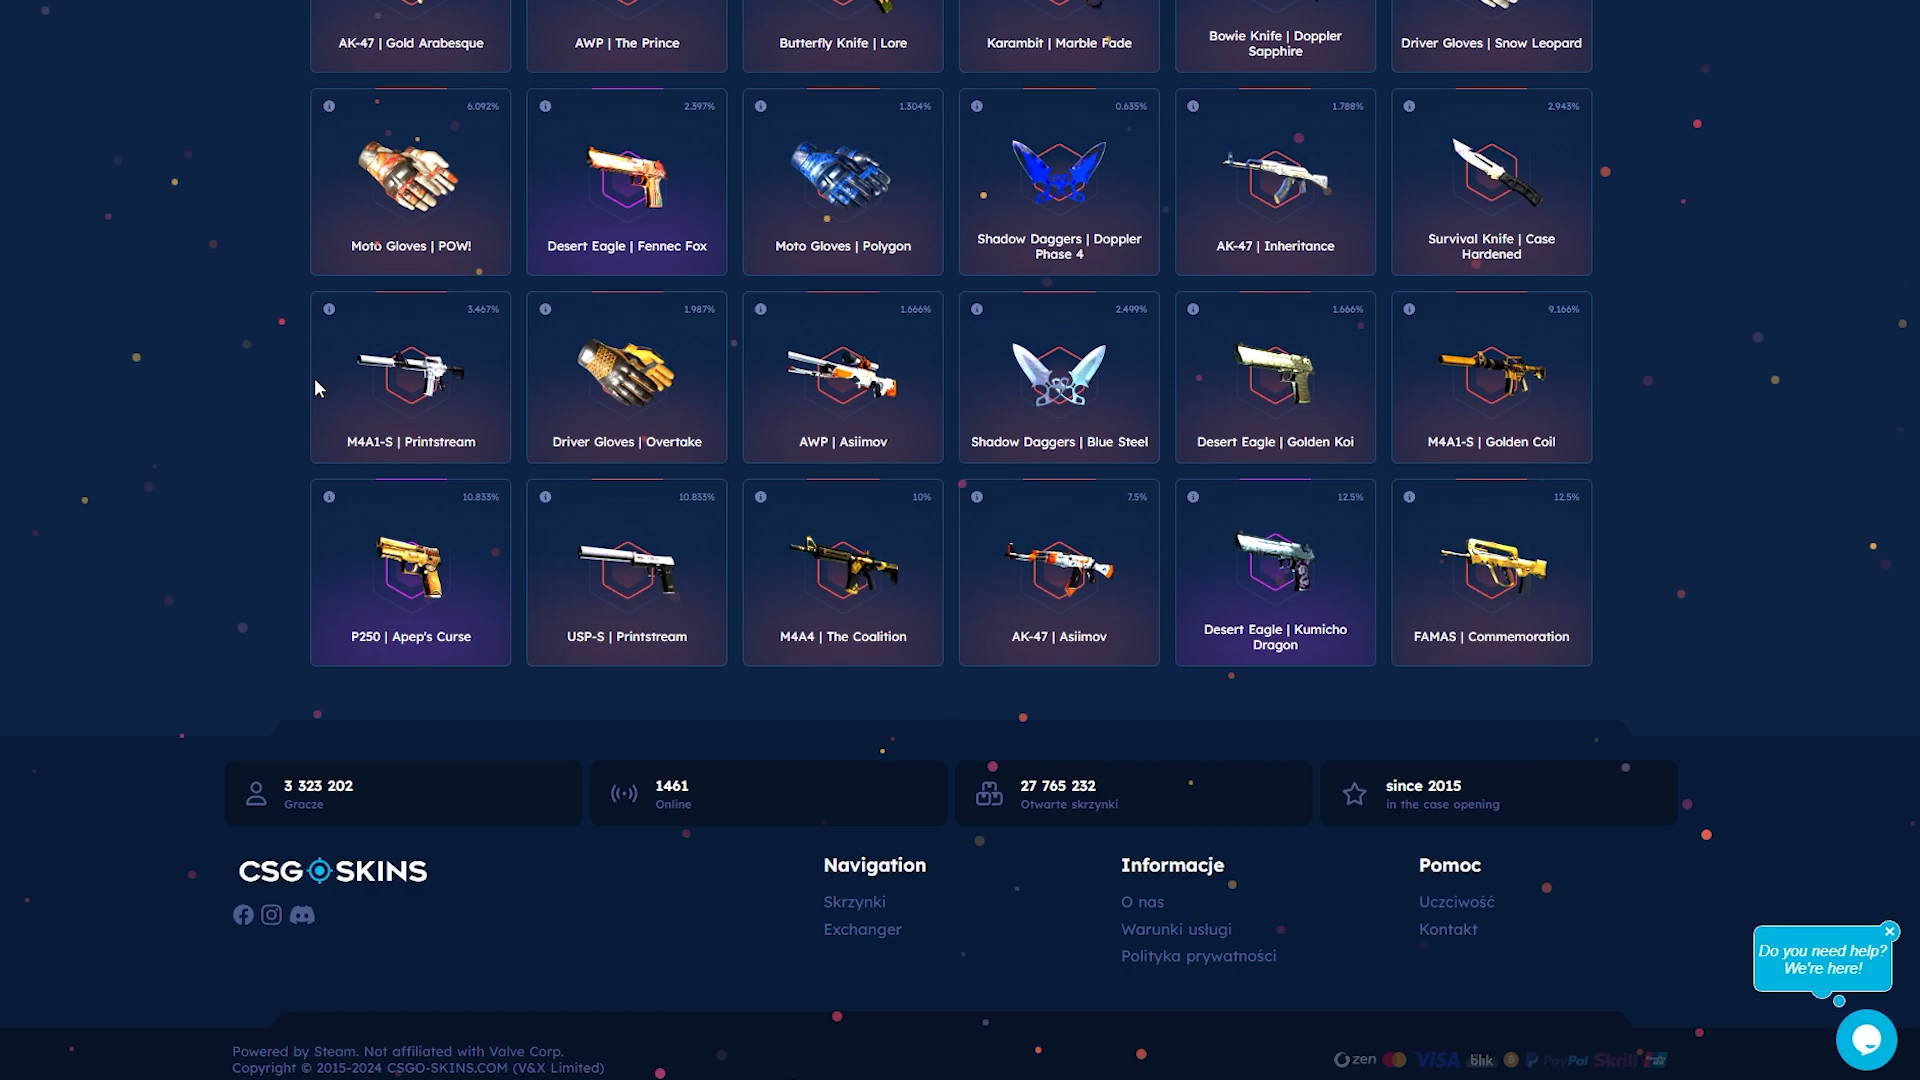 AK-47 | Gold Arabesque
AWP | The Prince
Butterfly Knife | Lore
Karambit | Marble Fade
Bowie Knife | Doppler
Sapphire
Driver Gloves | Snow Leopard
6.092%
Moto Gloves | POW!
2.397%
Desert Eagle | Fennec Fox
1.304%
Moto Gloves | Polygon
0.635%
Shadow Daggers | Doppler
Phase 4
1.788%
AK-47 | Inheritance
2.943%
Survival Knife | Case
Hardened
3.467%
M4A1-S | Printstream
1.987%
Driver Gloves | Overtake
1.666%
AWP | Asiimov
2.499%
Shadow Daggers | Blue Steel
1.666%
Desert Eagle | Golden Koi
9.166%
M4A1-S | Golden Coil
10.833%
P250 | Apep's Curse
10.833%
USP-S | Printstream
10%
M4A4 | The Coalition
7.5%
AK-47 | Asiimov
12.5%
Desert Eagle | Kumicho
Dragon
12.5%
FAMAS | Commemoration
3 323 202
Gracze
1461
Online
27 765 232
Otwarte skrzynki
since 2015
in the case opening
CSGO SKINS
Navigation
Skrzynki
Exchanger
Informacje
O nas
Warunki usługi
Polityka prywatności
Pomoc
Uczciwość
Kontakt
Do you need help?
We're here!
Powered by Steam. Not affiliated with Valve Corp.
Copyright © 2015-2024 CSGO-SKINS.COM (V&X Limited)
zen VISA blik PayPal Skrill